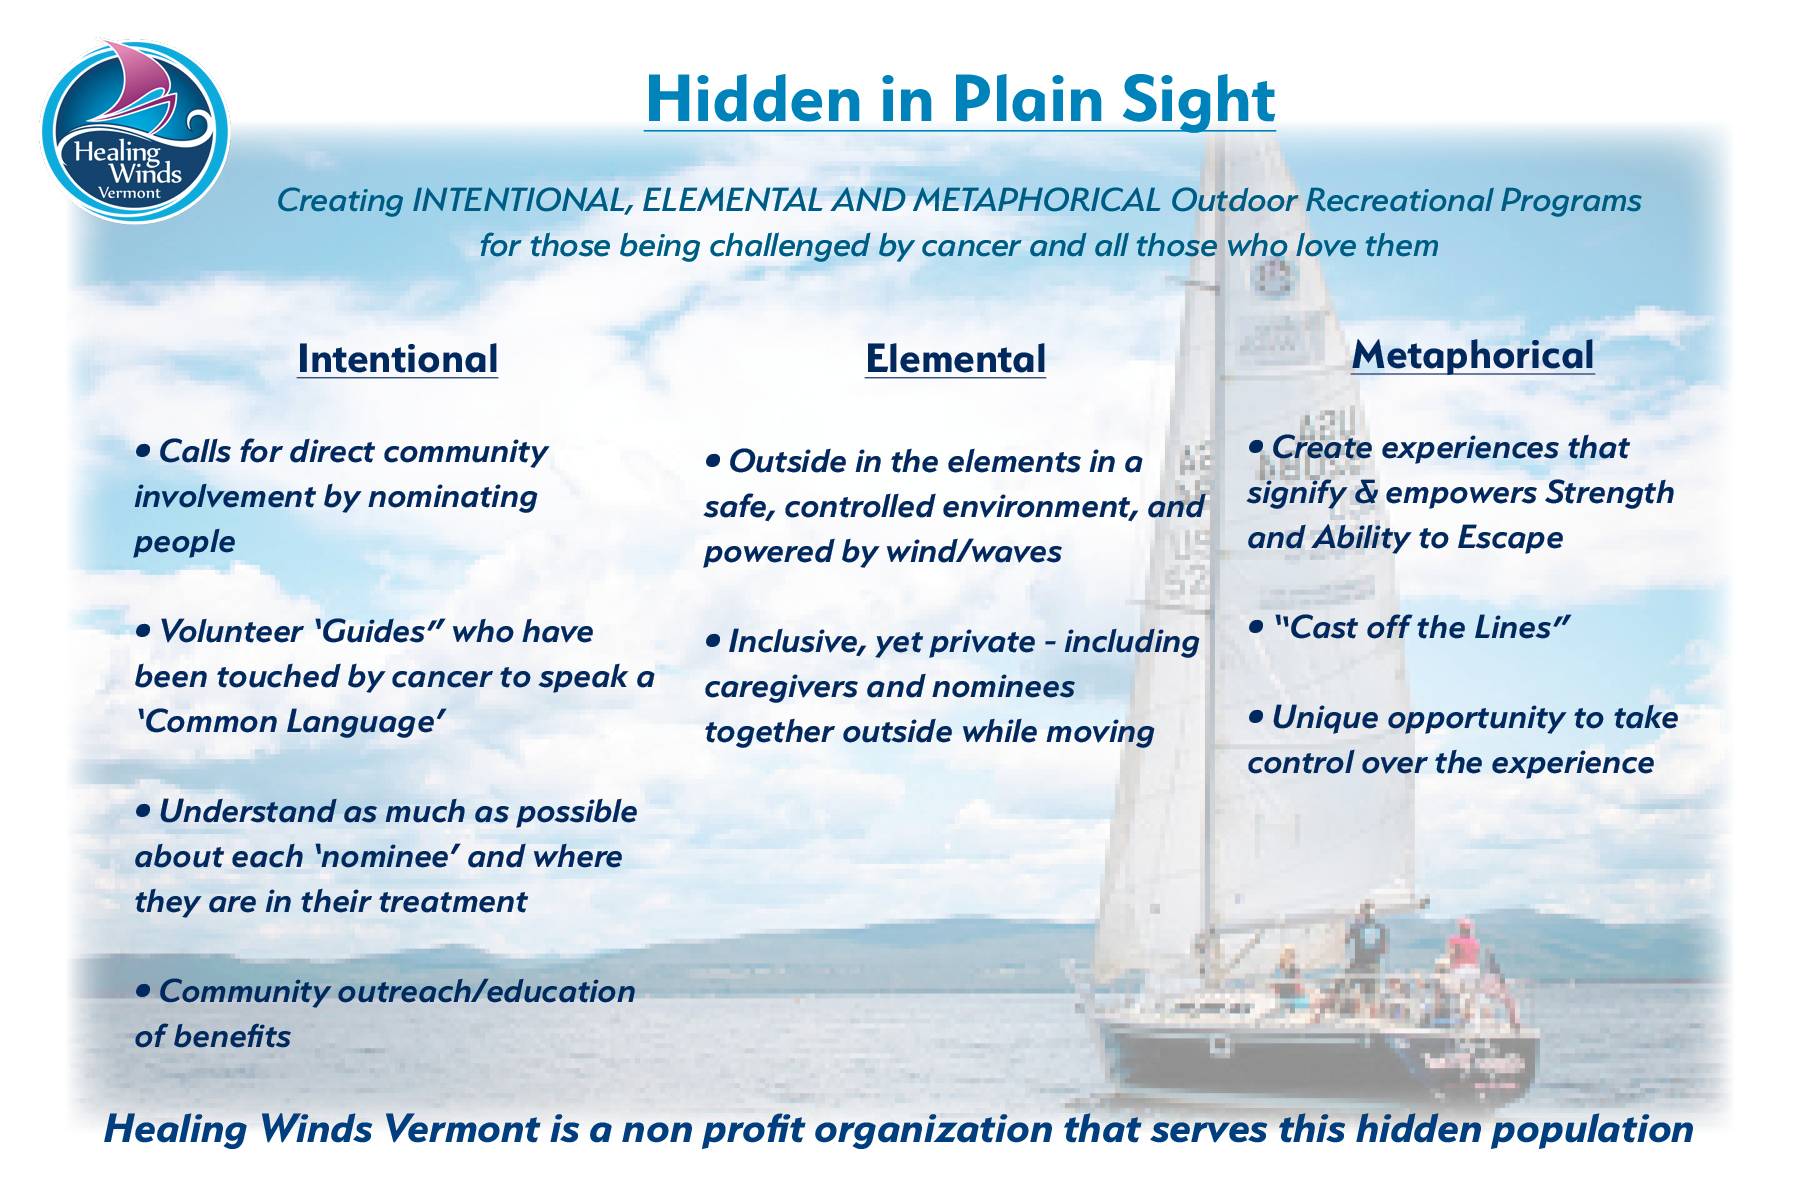 Healing
Winds
Vermont
Hidden in Plain Sight
Creating INTENTIONAL, ELEMENTAL AND METAPHORICAL Outdoor Recreational Programs
for those being challenged by cancer and all those who love them
Intentional
• Calls for direct community
involvement by nominating
people
• Volunteer ‘Guides” who have
been touched by cancer to speak a
‘Common Language’
• Understand as much as possible
about each ‘nominee’ and where
they are in their treatment
• Community outreach/education
of benefits
Elemental
• Outside in the elements in a
safe, controlled environment, and
powered by wind/waves
• Inclusive, yet private - including
caregivers and nominees
together outside while moving
Metaphorical
• Create experiences that
signify & empowers Strength
and Ability to Escape
• “Cast off the Lines”
• Unique opportunity to take
control over the experience
USA
Healing Winds Vermont is a non profit organization that serves this hidden population